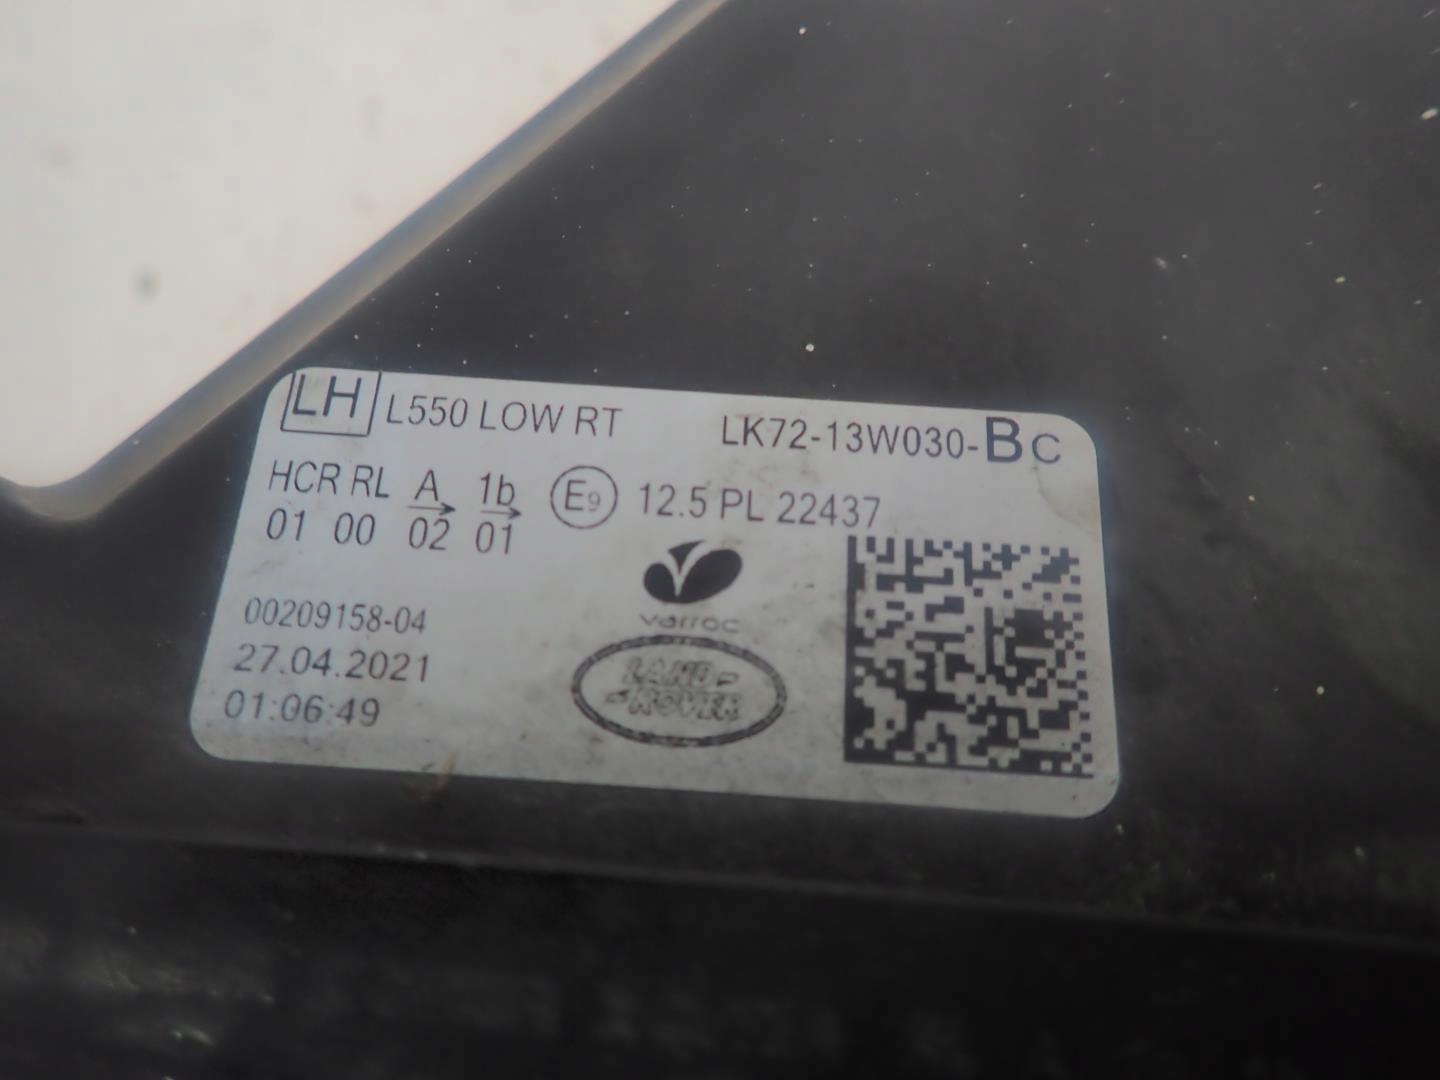 LH L550 LOW RT LK72-13W030-BC
HCR RL A 1b E9 12.5 PL 22437
01 00 02 01
varroc
00209158-04
27.04.2021
LAND-
-ROVER
01:06:49